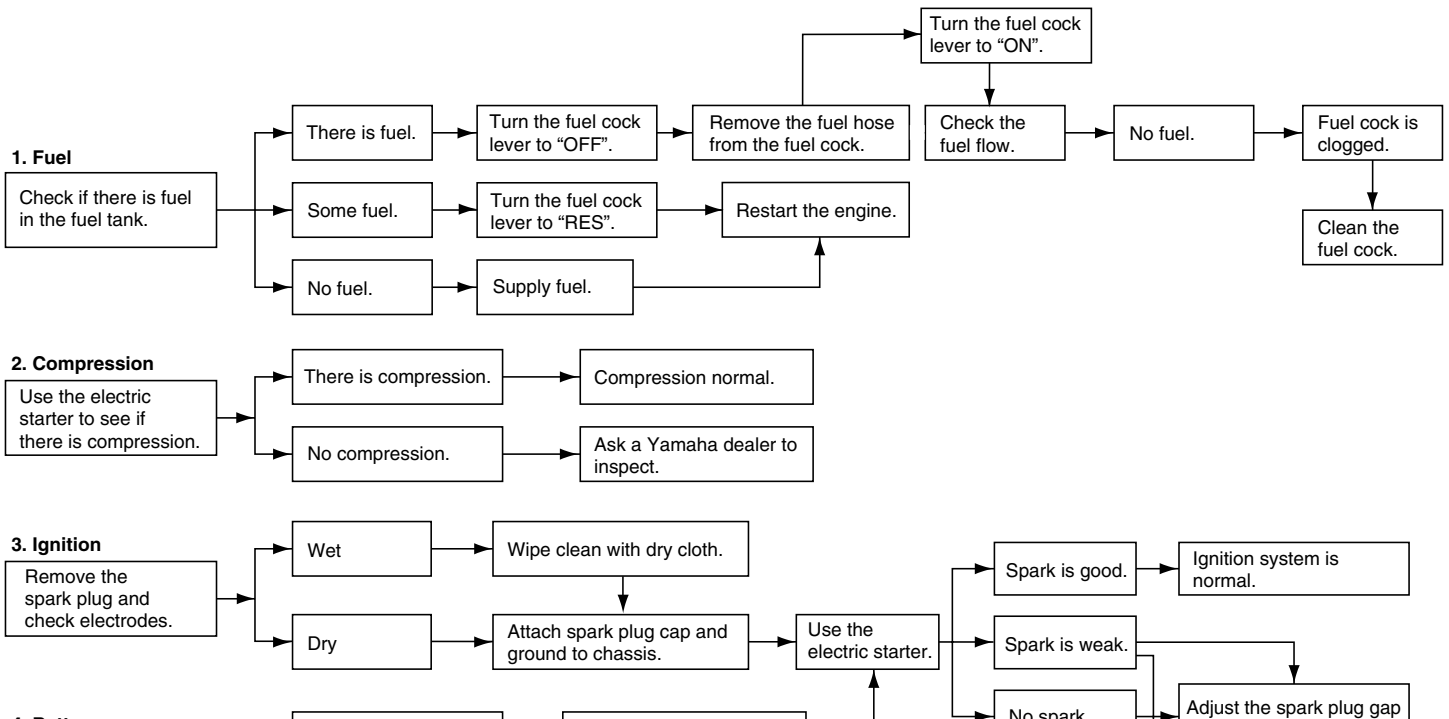 Turn the fuel cock
lever to “ON”.
There is fuel.
Turn the fuel cock
lever to “OFF”.
Remove the fuel hose
from the fuel cock.
Check the
fuel flow.
No fuel.
Fuel cock is
clogged.
1. Fuel
Check if there is fuel
in the fuel tank.
Some fuel.
Turn the fuel cock
lever to “RES”.
Restart the engine.
Clean the
fuel cock.
No fuel.
Supply fuel.
2. Compression
Use the electric
starter to see if
there is compression.
There is compression.
Compression normal.
No compression.
Ask a Yamaha dealer to
inspect.
3. Ignition
Remove the
spark plug and
check electrodes.
Wet
Wipe clean with dry cloth.
Spark is good.
Ignition system is
normal.
Dry
Attach spark plug cap and
ground to chassis.
Use the
electric starter.
Spark is weak.
Adjust the spark plug gap
No spark